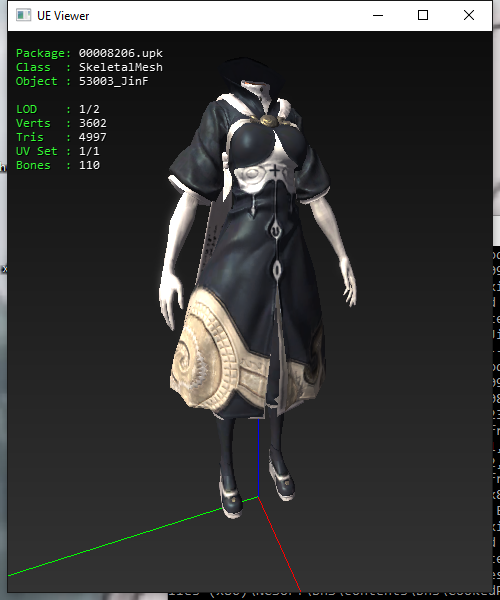 UE Viewer
Package: 00008206.upk
Class : SkeletalMesh
Object : 53003_JinF
LOD : 1/2
Verts : 3602
Tris : 4997
UV Set : 1/1
Bones : 110